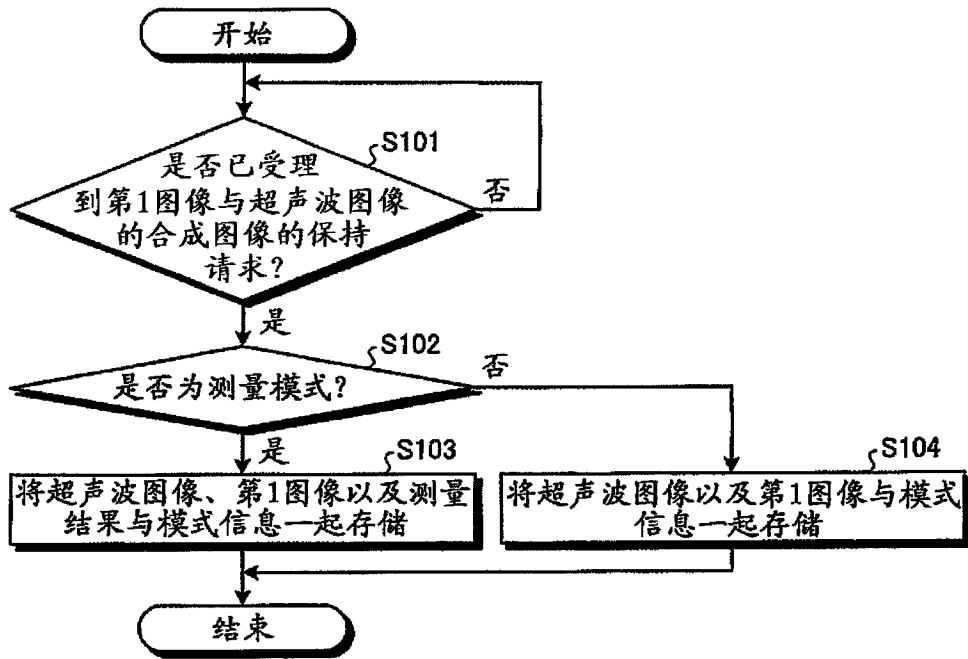 开始
S101
是否已受理
到第1图像与超声波图像
的合成图像的保持
请求？
否
是
S102
是否为测量模式？
否
是
S103
将超声波图像、第1图像以及测量
结果与模式信息一起存储
S104
将超声波图像以及第1图像与模式
信息一起存储
结束